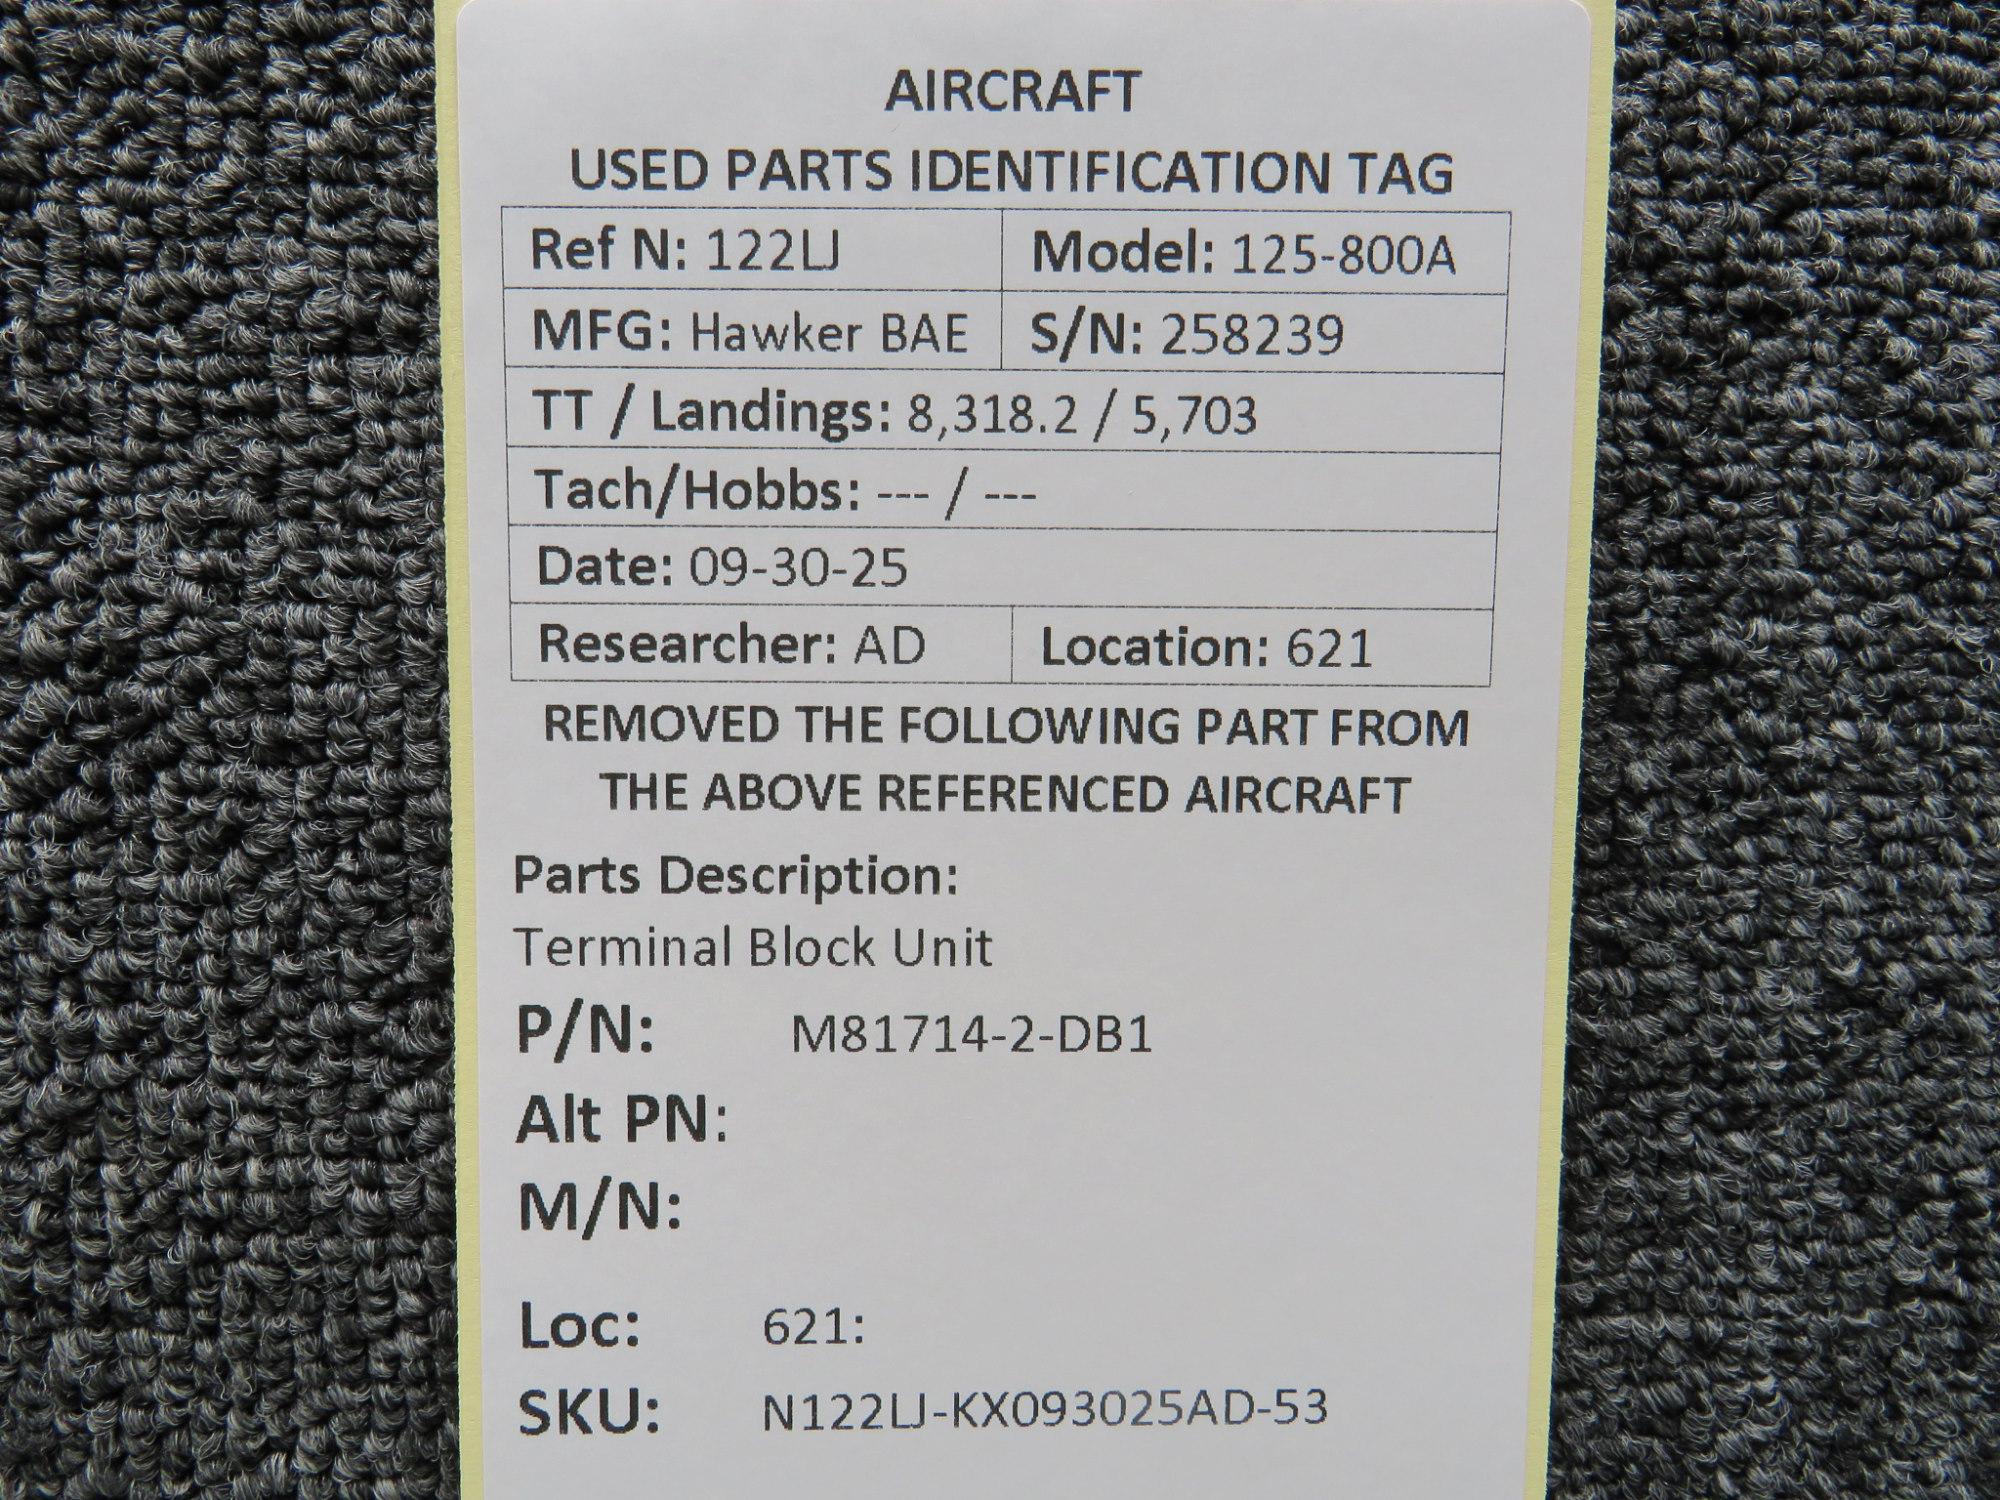 AIRCRAFT
USED PARTS IDENTIFICATION TAG
Ref N: 122LJ Model: 125-800A
MFG: Hawker BAE S/N: 258239
TT / Landings: 8,318.2 / 5,703
Tach/Hobbs: --- / ---
Date: 09-30-25
Researcher: AD Location: 621
REMOVED THE FOLLOWING PART FROM
THE ABOVE REFERENCED AIRCRAFT
Parts Description:
Terminal Block Unit
P/N: M81714-2-DB1
Alt PN:
M/N:
Loc: 621:
SKU: N122LJ-KX093025AD-53